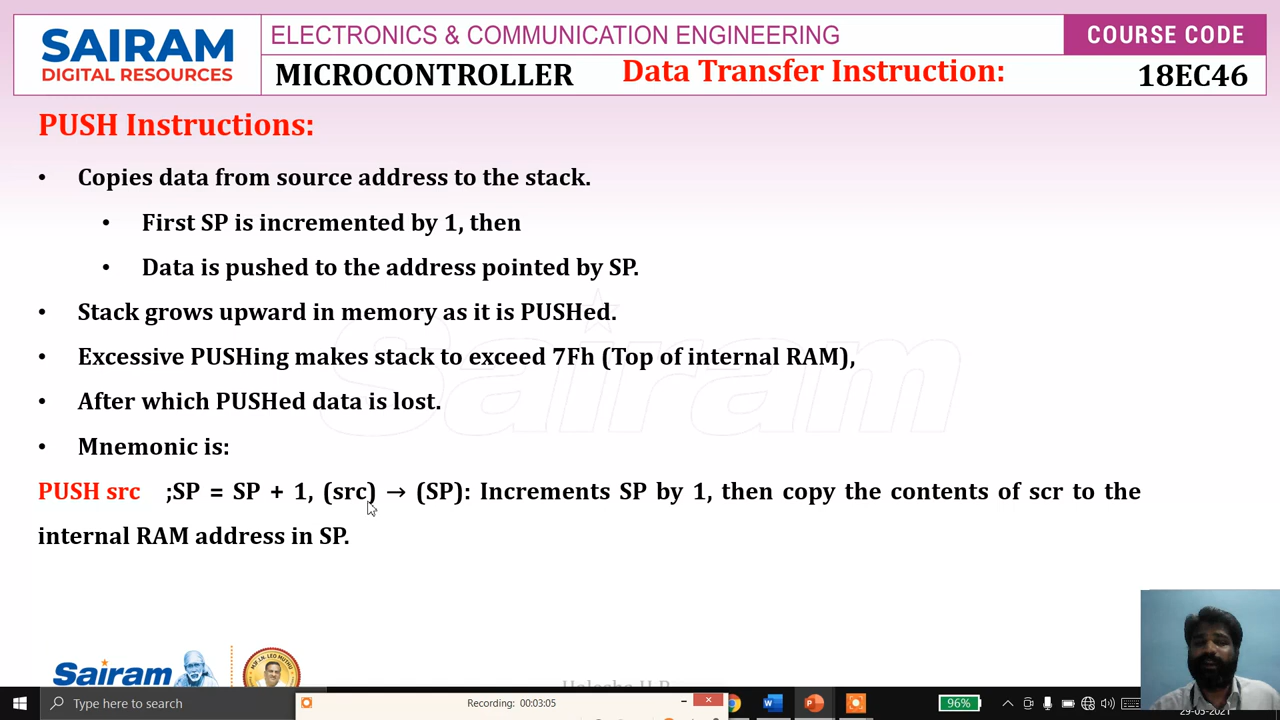 SAIRAM
DIGITAL RESOURCES
ELECTRONICS & COMMUNICATION ENGINEERING
COURSE CODE
MICROCONTROLLER
Data Transfer Instruction:
18EC46
PUSH Instructions:
• Copies data from source address to the stack.
• First SP is incremented by 1, then
• Data is pushed to the address pointed by SP.
• Stack grows upward in memory as it is PUSHed.
• Excessive PUSHing makes stack to exceed 7Fh (Top of internal RAM),
• After which PUSHed data is lost.
• Mnemonic is:
PUSH src ;SP = SP + 1, (src) → (SP): Increments SP by 1, then copy the contents of scr to the
internal RAM address in SP.
Sairam
Sairam
Type here to search
Recording: 00:03:05
96%
29-05-2021